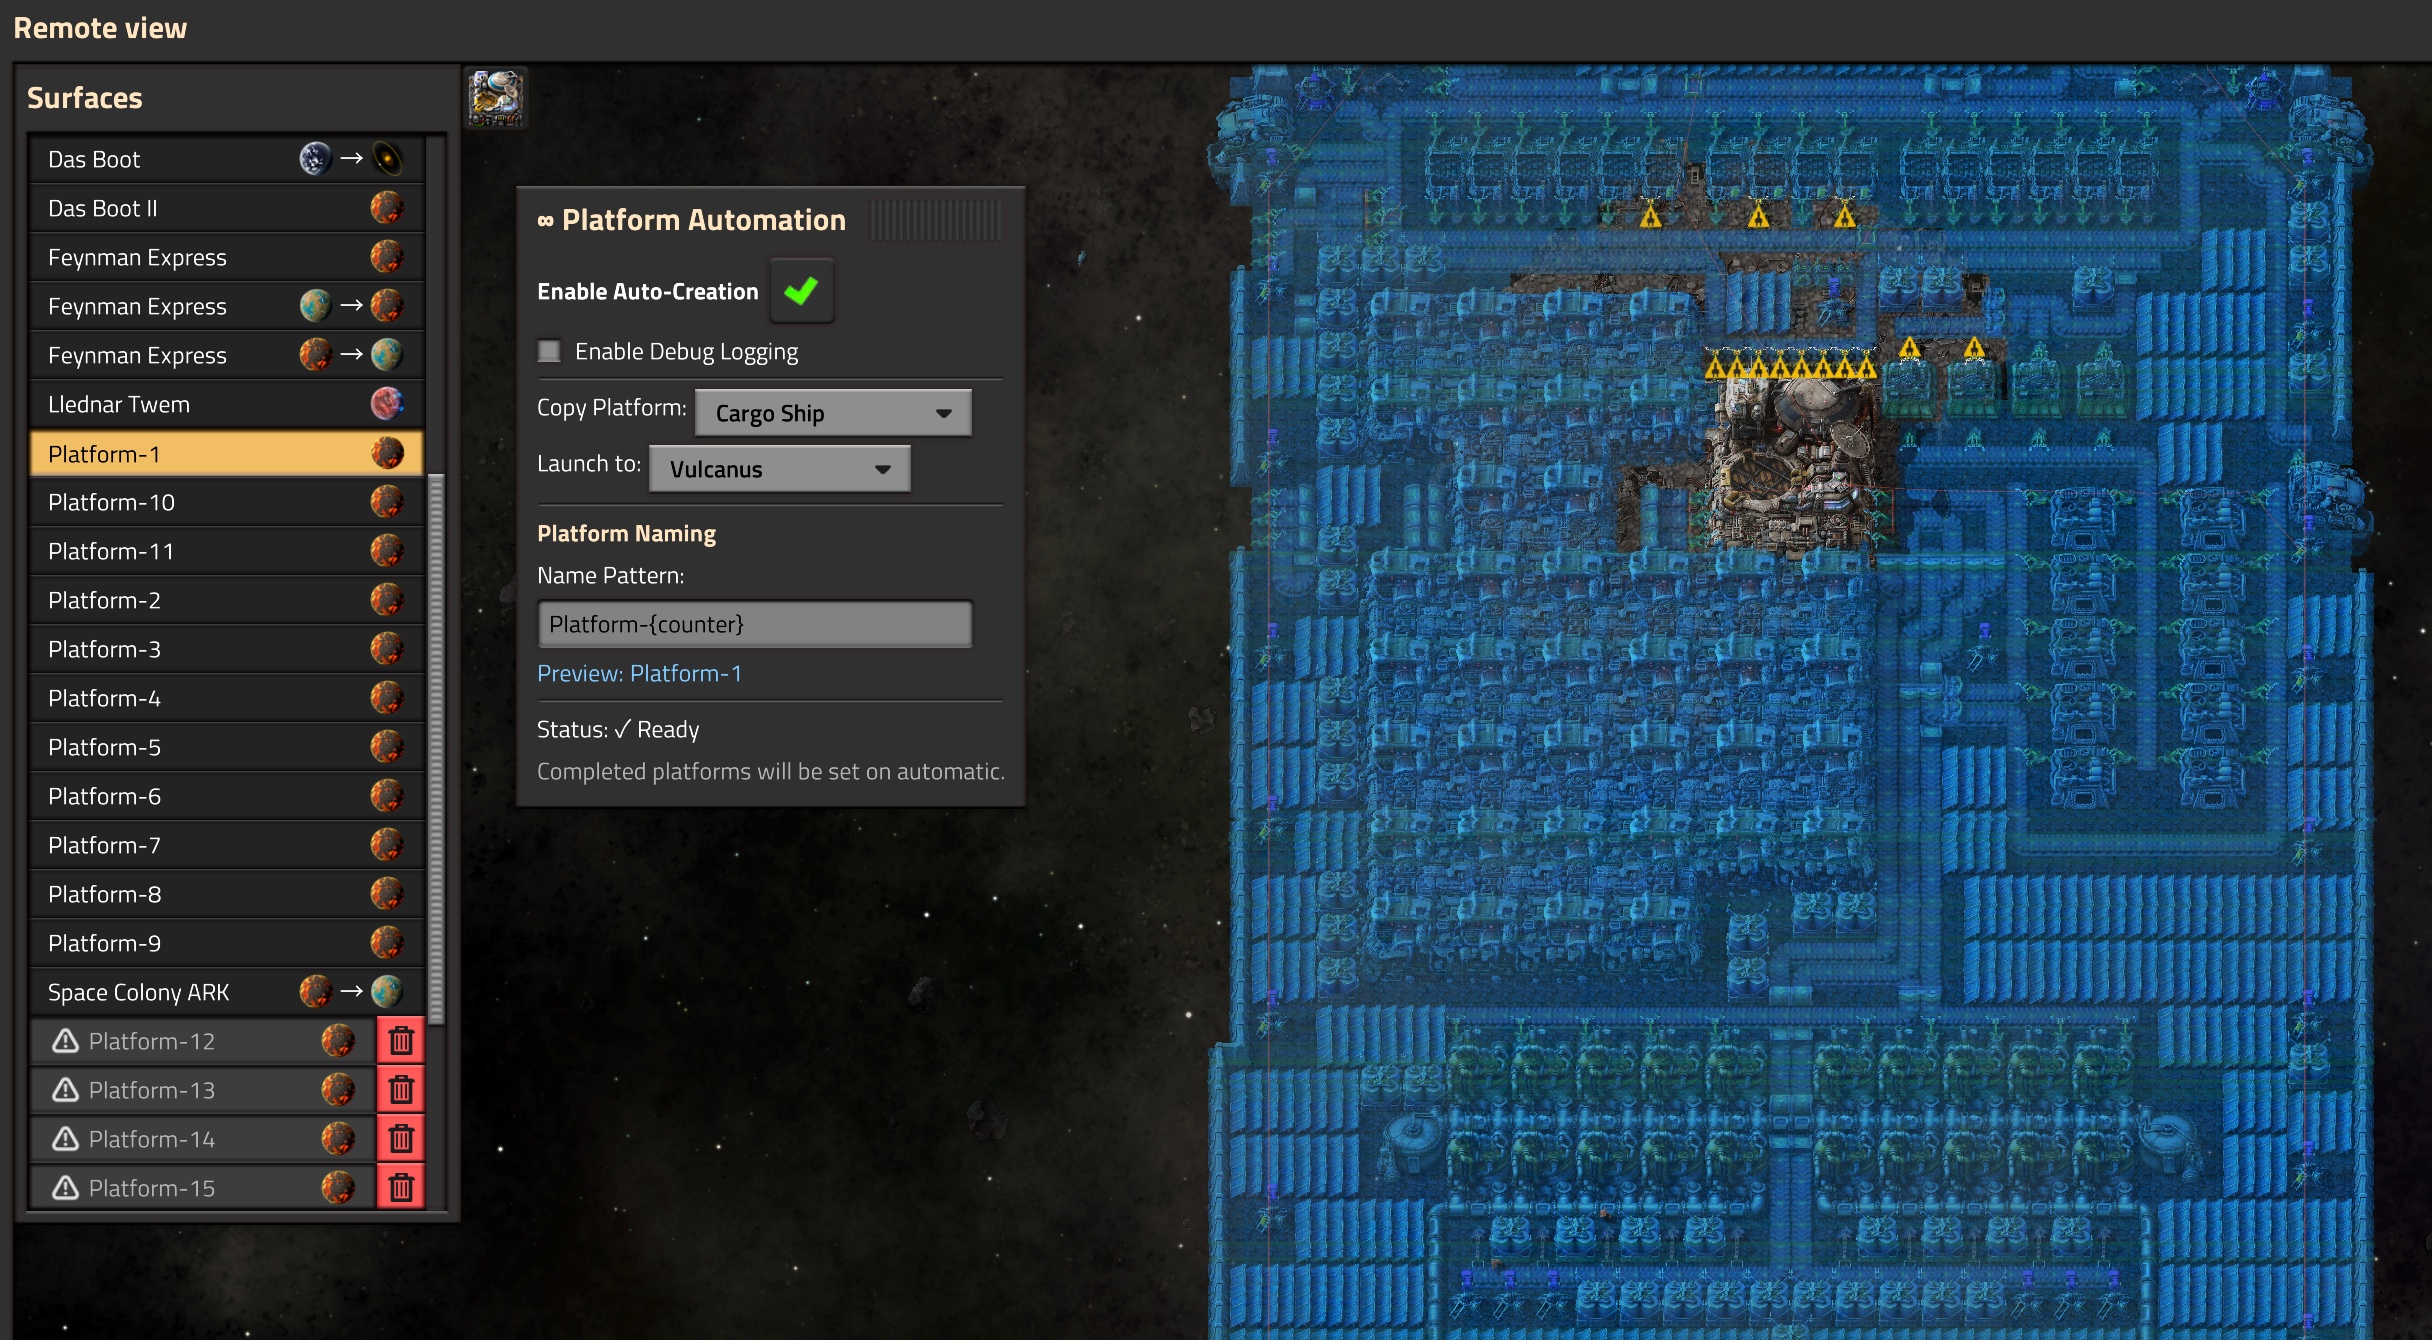 Remote view
Surfaces
Das Boot →
Das Boot II
Feynman Express
Feynman Express →
Feynman Express →
Llednar Twem
Platform-1
Platform-10
Platform-11
Platform-2
Platform-3
Platform-4
Platform-5
Platform-6
Platform-7
Platform-8
Platform-9
Space Colony ARK →
Platform-12
Platform-13
Platform-14
Platform-15
∞ Platform Automation
Enable Auto-Creation
Enable Debug Logging
Copy Platform: Cargo Ship
Launch to: Vulcanus
Platform Naming
Name Pattern:
Platform-{counter}
Preview: Platform-1
Status: ✓ Ready
Completed platforms will be set on automatic.